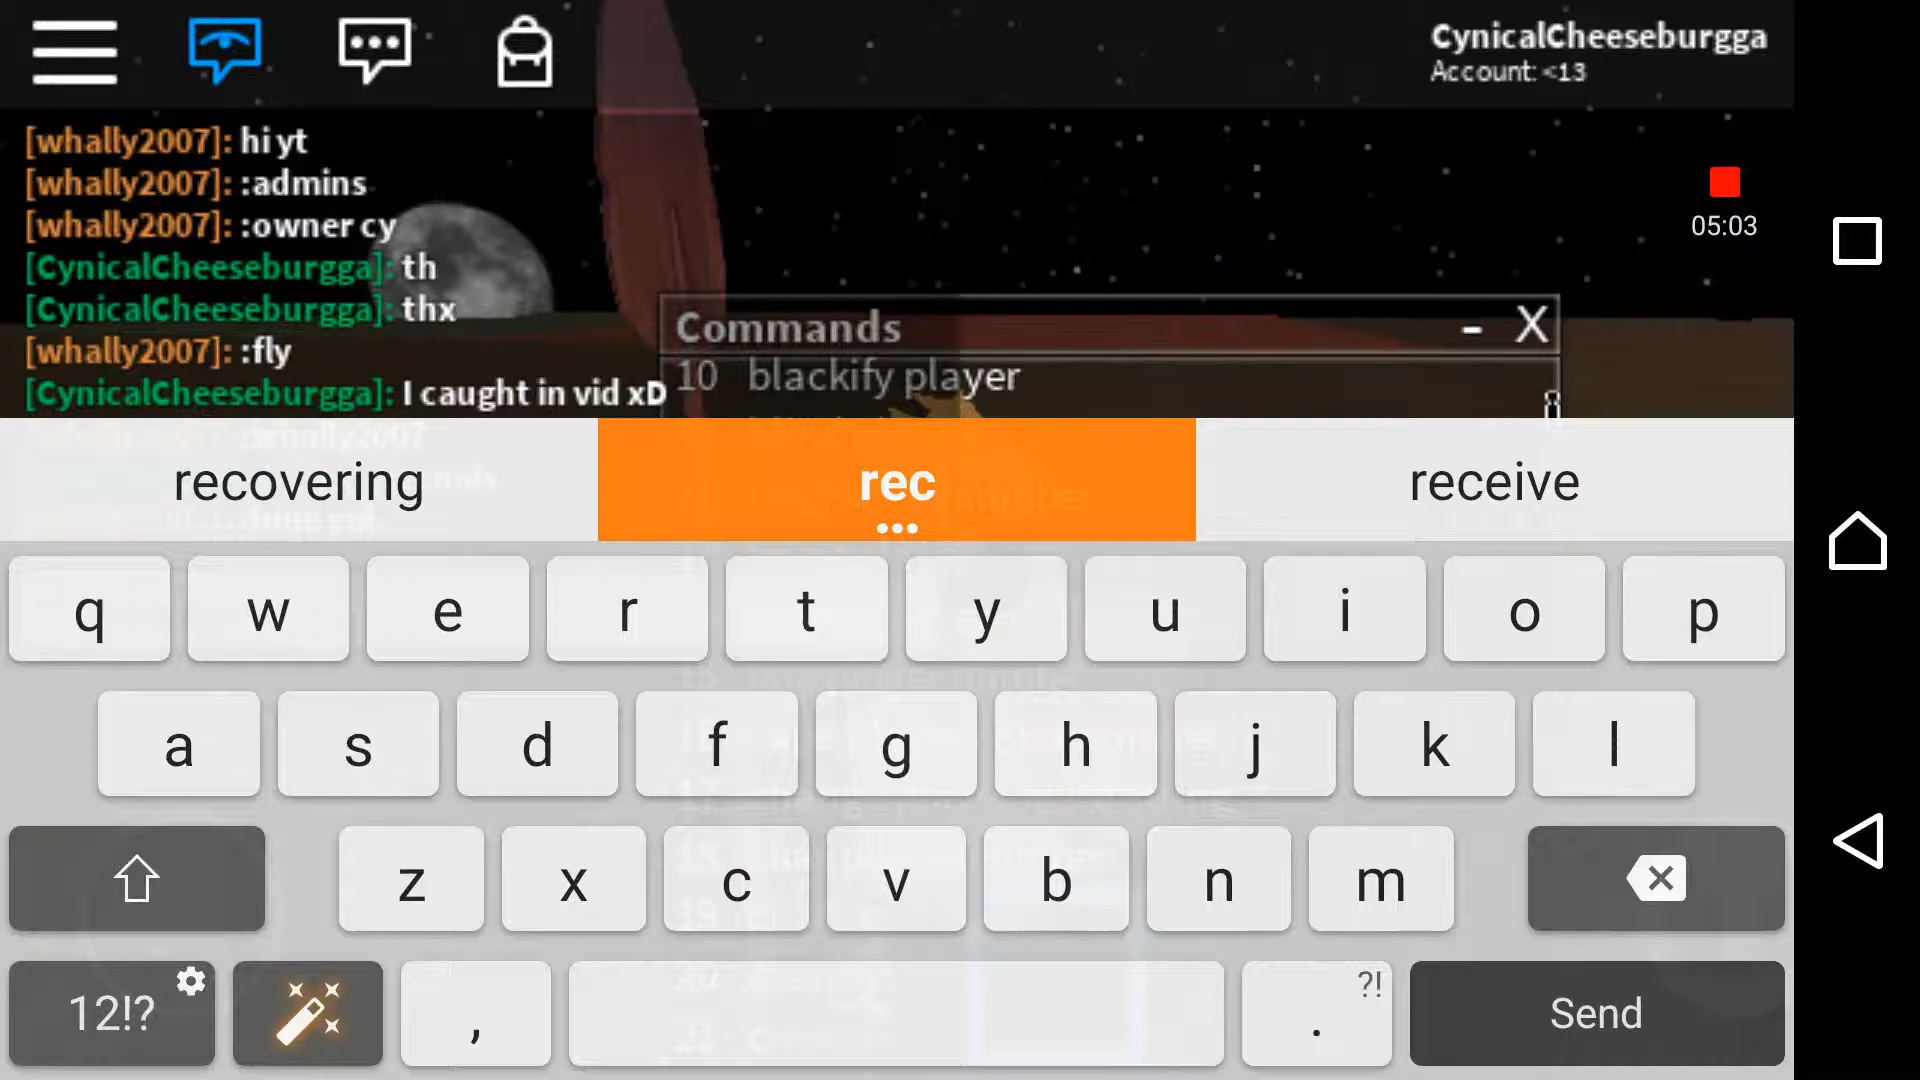 CynicalCheeseburgga
Account: <13
[whally2007]: hi yt
[whally2007]: :admins
[whally2007]: :owner cy
[CynicalCheeseburgga]: th
[CynicalCheeseburgga]: thx
[whally2007]: :fly
[CynicalCheeseburgga]: I caught in vid xD
05:03
Commands - X
10 blackify player
recovering rec receive
q w e r t y u i o p
a s d f g h j k l
z x c v b n m
12!? , . ?! Send